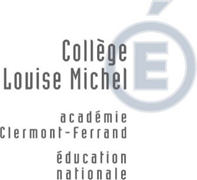 Collège
Louise Michel
É
académie
Clermont-Ferrand
éducation
nationale